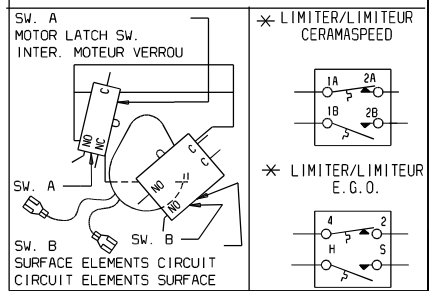 SW. A
MOTOR LATCH SW.
INTER. MOTEUR VERROU
C
NO NC
SW. A
C
C
NO
NO
SW. B
SW. B
SURFACE ELEMENTS CIRCUIT
CIRCUIT ELEMENTS SURFACE
* LIMITER/LIMITEUR
CERAMASPEED
1A 2A
1B 2B
* LIMITER/LIMITEUR
E.G.O.
4 2
H S